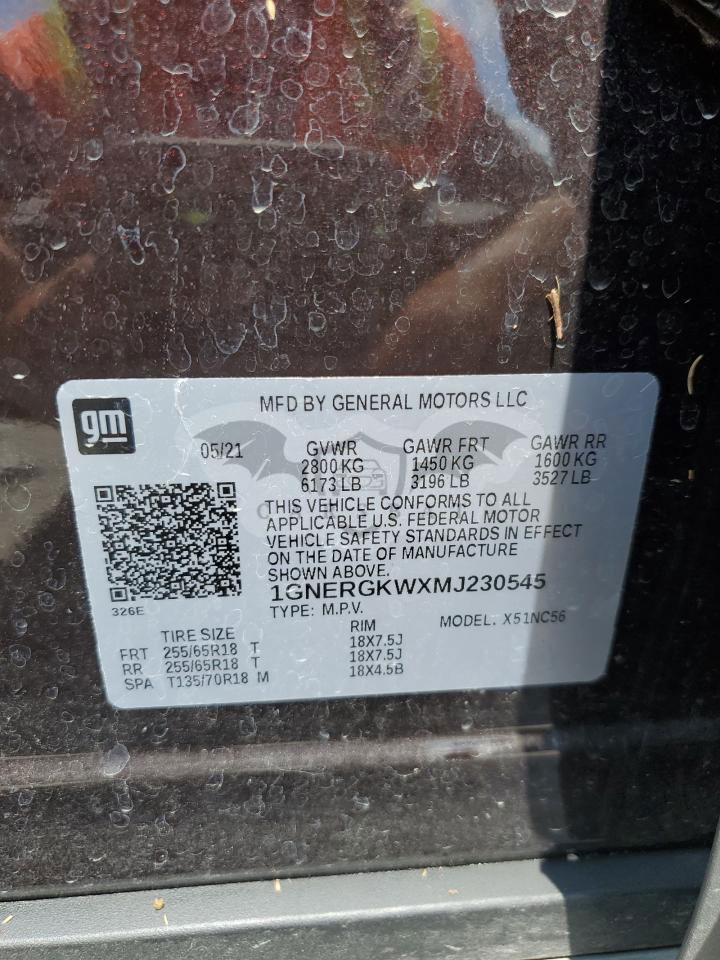 MFD BY GENERAL MOTORS LLC
gm
05/21 GVWR GAWR FRT GAWR RR
2800 KG 1450 KG 1600 KG
6173 LB 3196 LB 3527 LB
THIS VEHICLE CONFORMS TO ALL
APPLICABLE U.S. FEDERAL MOTOR
VEHICLE SAFETY STANDARDS IN EFFECT
ON THE DATE OF MANUFACTURE
SHOWN ABOVE.
1GNERGKWXMJ230545
326E
TYPE: M.P.V. MODEL: X51NC56
TIRE SIZE RIM
FRT 255/65R18 T 18X7.5J
RR 255/65R18 T 18X7.5J
SPA T135/70R18 M 18X4.5B